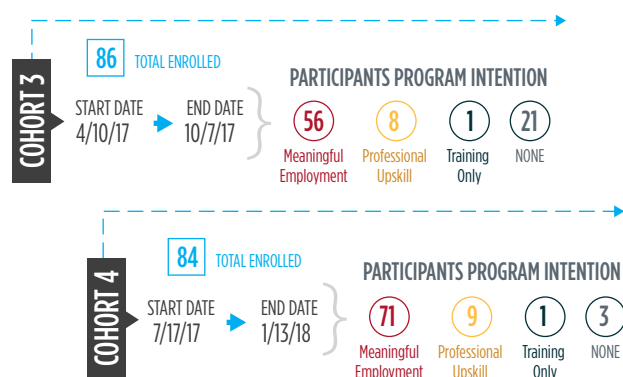 COHORT 3
86 TOTAL ENROLLED
START DATE
4/10/17
END DATE
10/7/17
PARTICIPANTS PROGRAM INTENTION
56
Meaningful
Employment
8
Professional
Upskill
1
Training
Only
21
NONE
COHORT 4
84 TOTAL ENROLLED
START DATE
7/17/17
END DATE
1/13/18
PARTICIPANTS PROGRAM INTENTION
71
Meaningful
Employment
9
Professional
Upskill
1
Training
Only
3
NONE